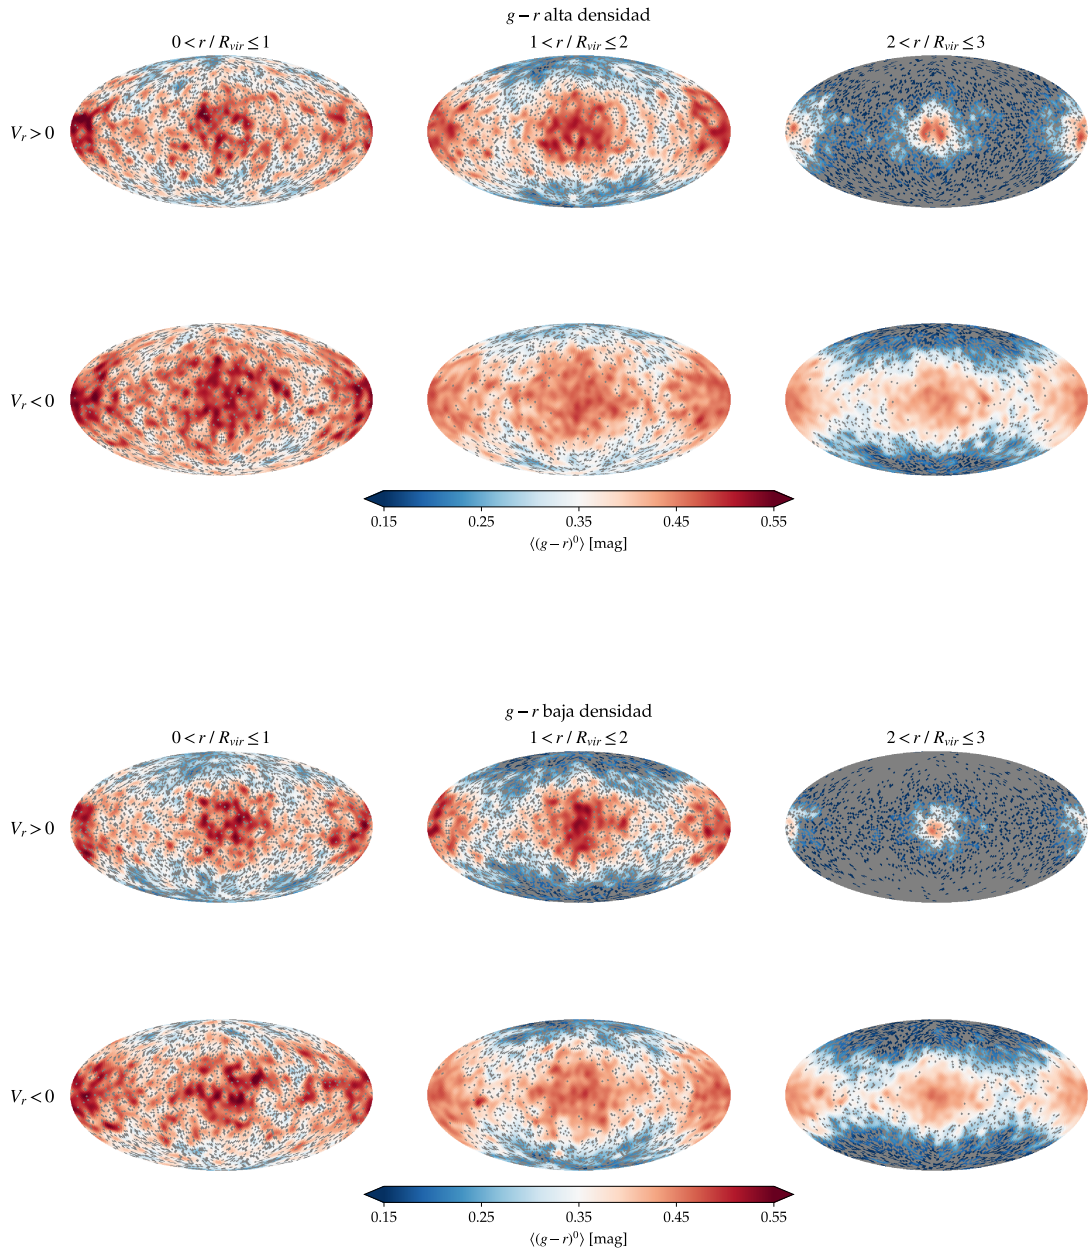 g − r alta densidad
0 < r / R_vir ≤ 1
1 < r / R_vir ≤ 2
2 < r / R_vir ≤ 3
V_r > 0
V_r < 0
0.15 0.25 0.35 0.45 0.55
⟨(g − r)^0⟩ [mag]
g − r baja densidad
0 < r / R_vir ≤ 1
1 < r / R_vir ≤ 2
2 < r / R_vir ≤ 3
V_r > 0
V_r < 0
0.15 0.25 0.35 0.45 0.55
⟨(g − r)^0⟩ [mag]